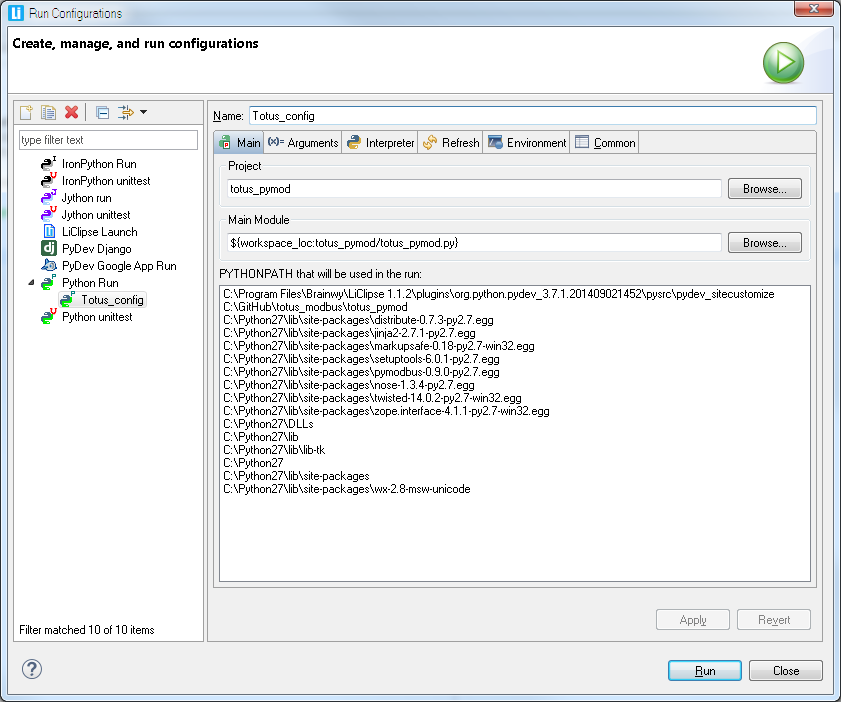 Run Configurations
Create, manage, and run configurations
type filter text
IronPython Run
IronPython unittest
Jython run
Jython unittest
LiClipse Launch
PyDev Django
PyDev Google App Run
Python Run
Totus_config
Python unittest
Filter matched 10 of 10 items
Name: Totus_config
Main (x)= Arguments Interpreter Refresh Environment Common
Project
totus_pymod Browse...
Main Module
${workspace_loc:totus_pymod/totus_pymod.py} Browse...
PYTHONPATH that will be used in the run:
C:\Program Files\Brainwy\LiClipse 1.1.2\plugins\org.python.pydev_3.7.1.201409021452\pysrc\pydev_sitecustomize
C:\GitHub\totus_modbus\totus_pymod
C:\Python27\lib\site-packages\distribute-0.7.3-py2.7.egg
C:\Python27\lib\site-packages\jinja2-2.7.1-py2.7.egg
C:\Python27\lib\site-packages\markupsafe-0.18-py2.7-win32.egg
C:\Python27\lib\site-packages\setuptools-6.0.1-py2.7.egg
C:\Python27\lib\site-packages\pymodbus-0.9.0-py2.7.egg
C:\Python27\lib\site-packages\nose-1.3.4-py2.7.egg
C:\Python27\lib\site-packages\twisted-14.0.2-py2.7-win32.egg
C:\Python27\lib\site-packages\zope.interface-4.1.1-py2.7-win32.egg
C:\Python27\DLLs
C:\Python27\lib
C:\Python27\lib\lib-tk
C:\Python27
C:\Python27\lib\site-packages
C:\Python27\lib\site-packages\wx-2.8-msw-unicode
Apply Revert
Run Close